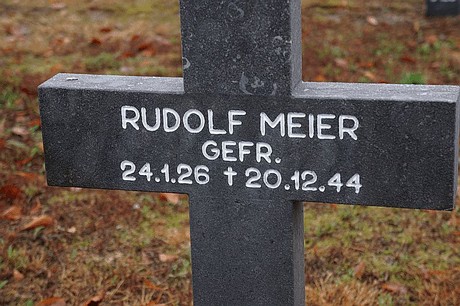 RUDOLF MEIER
GEFR.
24.1.26 † 20.12.44